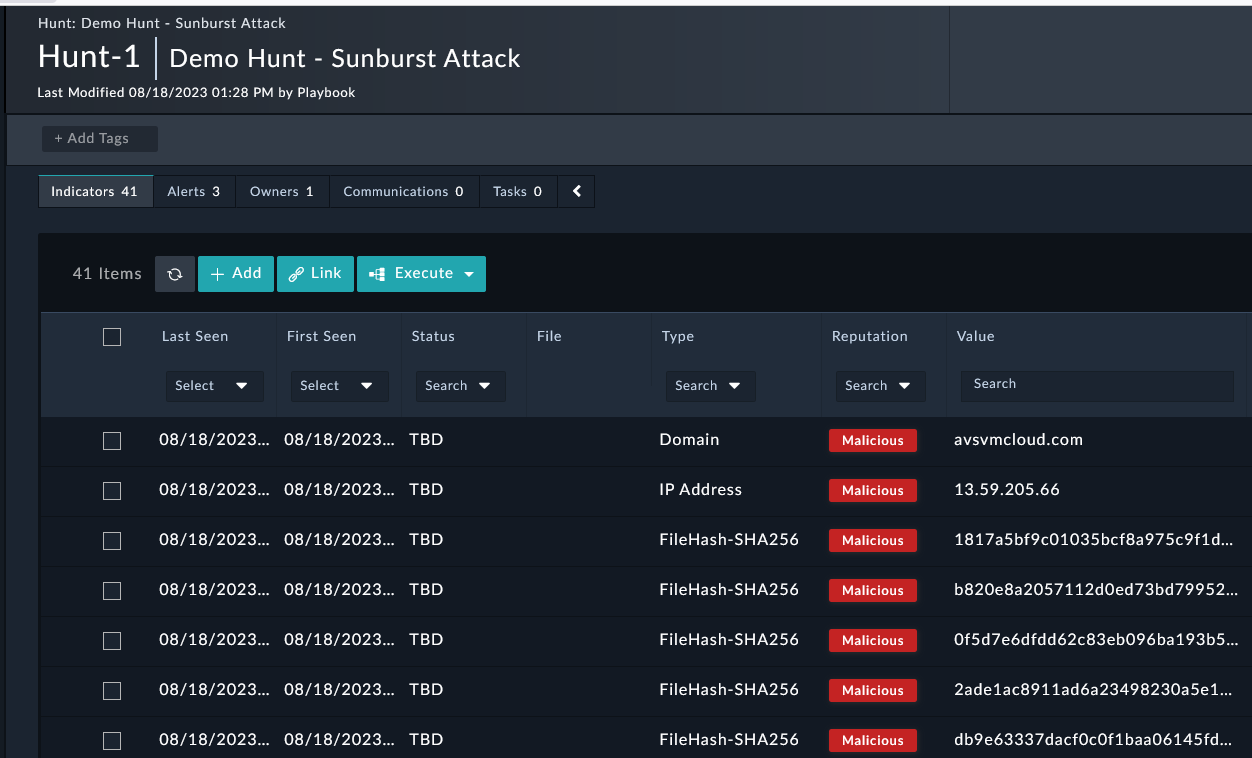 Hunt: Demo Hunt - Sunburst Attack
Hunt-1 Demo Hunt - Sunburst Attack
Last Modified 08/18/2023 01:28 PM by Playbook
+ Add Tags
Indicators 41 Alerts 3 Owners 1 Communications 0 Tasks 0
41 Items Add Link Execute
Last Seen First Seen Status File Type Reputation Value
Select Select Search Search Search Search
08/18/2023... 08/18/2023... TBD Domain Malicious avsvmcloud.com
08/18/2023... 08/18/2023... TBD IP Address Malicious 13.59.205.66
08/18/2023... 08/18/2023... TBD FileHash-SHA256 Malicious 1817a5bf9c01035bcf8a975c9f1d...
08/18/2023... 08/18/2023... TBD FileHash-SHA256 Malicious b820e8a2057112d0ed73bd79952...
08/18/2023... 08/18/2023... TBD FileHash-SHA256 Malicious 0f5d7e6dfdd62c83eb096ba193b5...
08/18/2023... 08/18/2023... TBD FileHash-SHA256 Malicious 2ade1ac8911ad6a23498230a5e1...
08/18/2023... 08/18/2023... TBD FileHash-SHA256 Malicious db9e63337dacf0c0f1baa06145fd...